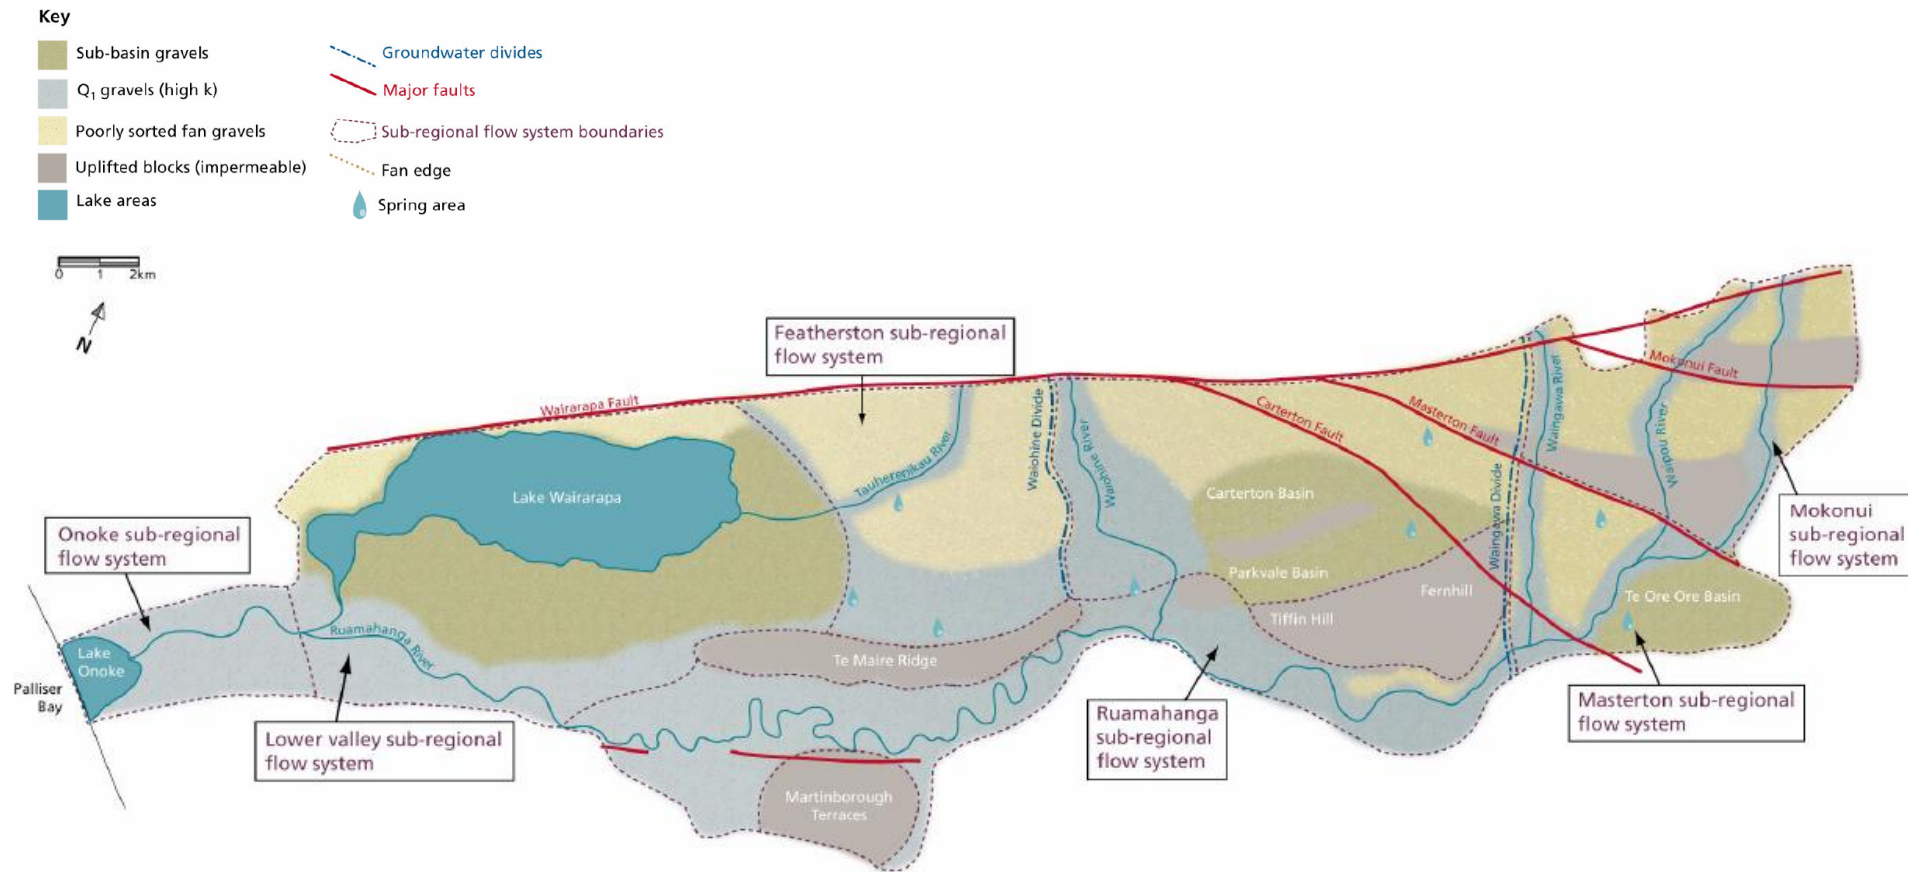 Key
Sub-basin gravels
Q1 gravels (high k)
Poorly sorted fan gravels
Uplifted blocks (impermeable)
Lake areas
Groundwater divides
Major faults
Sub-regional flow system boundaries
Fan edge
Spring area
0 1 2km
N
Featherston sub-regional
flow system
Wairarapa Fault
Lake Wairarapa
Tauherenikau River
Waiohine Divide
Waiohine River
Carterton Fault
Masterton Fault
Mokonui Fault
Waingawa River
Waingawa Divide
Waipou River
Carterton Basin
Parkvale Basin
Fernhill
Tiffin Hill
Te Ore Ore Basin
Mokonui
sub-regional
flow system
Onoke sub-regional
flow system
Ruamahanga River
Lake
Onoke
Palliser
Bay
Te Maire Ridge
Lower valley sub-regional
flow system
Ruamahanga
sub-regional
flow system
Masterton sub-regional
flow system
Martinborough
Terraces